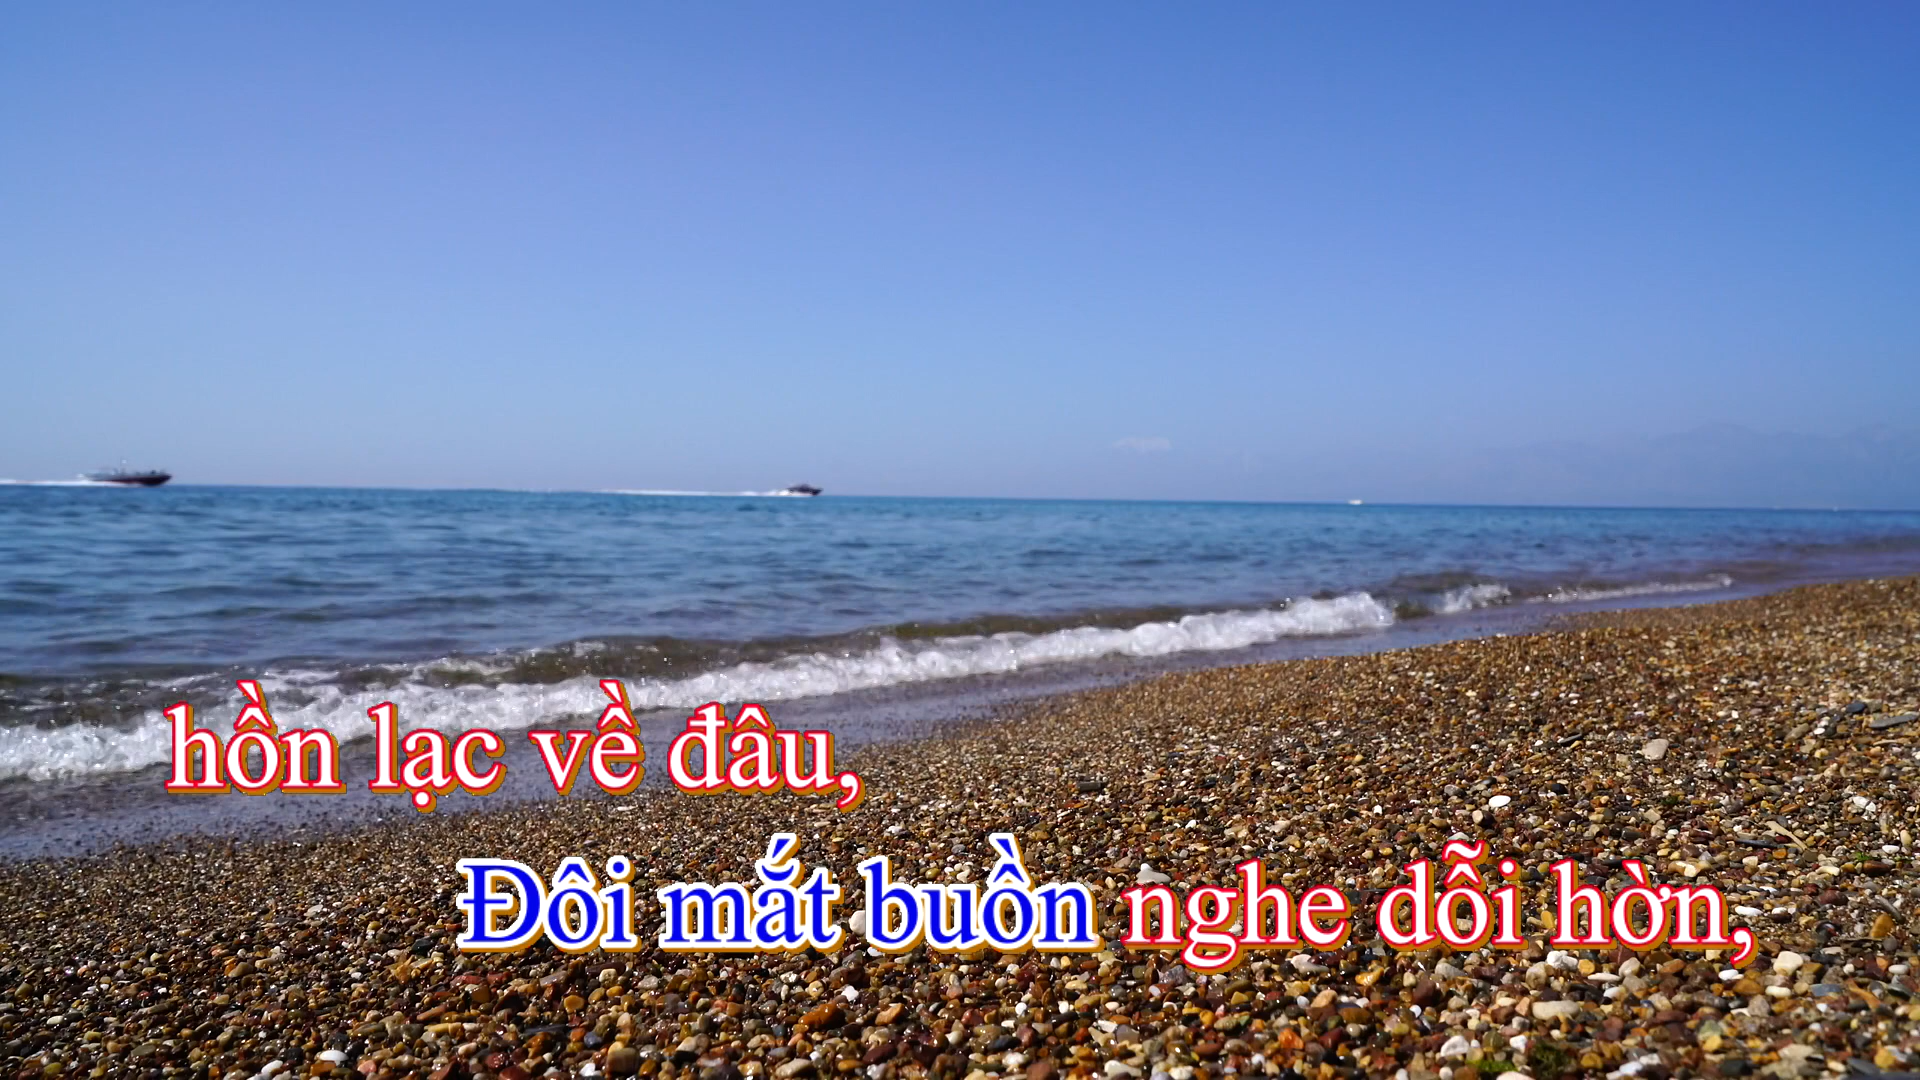 hồn lạc về đâu,
Đôi mắt buồn nghe dỗi hờn,